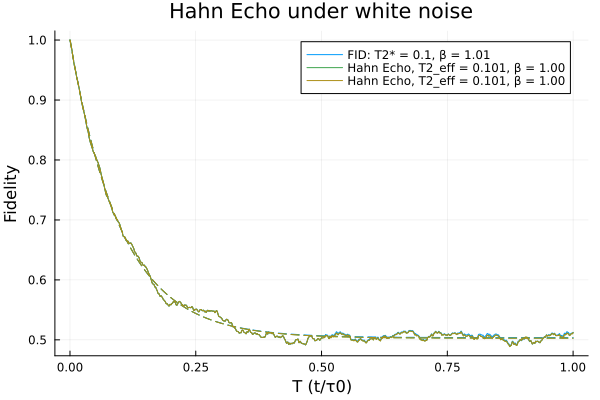 Hahn Echo under white noise
FID: T2* = 0.1, β = 1.01
Hahn Echo, T2_eff = 0.101, β = 1.00
Hahn Echo, T2_eff = 0.101, β = 1.00
Fidelity
1.0
0.9
0.8
0.7
0.6
0.5
0.00 0.25 0.50 0.75 1.00
T (t/τ0)